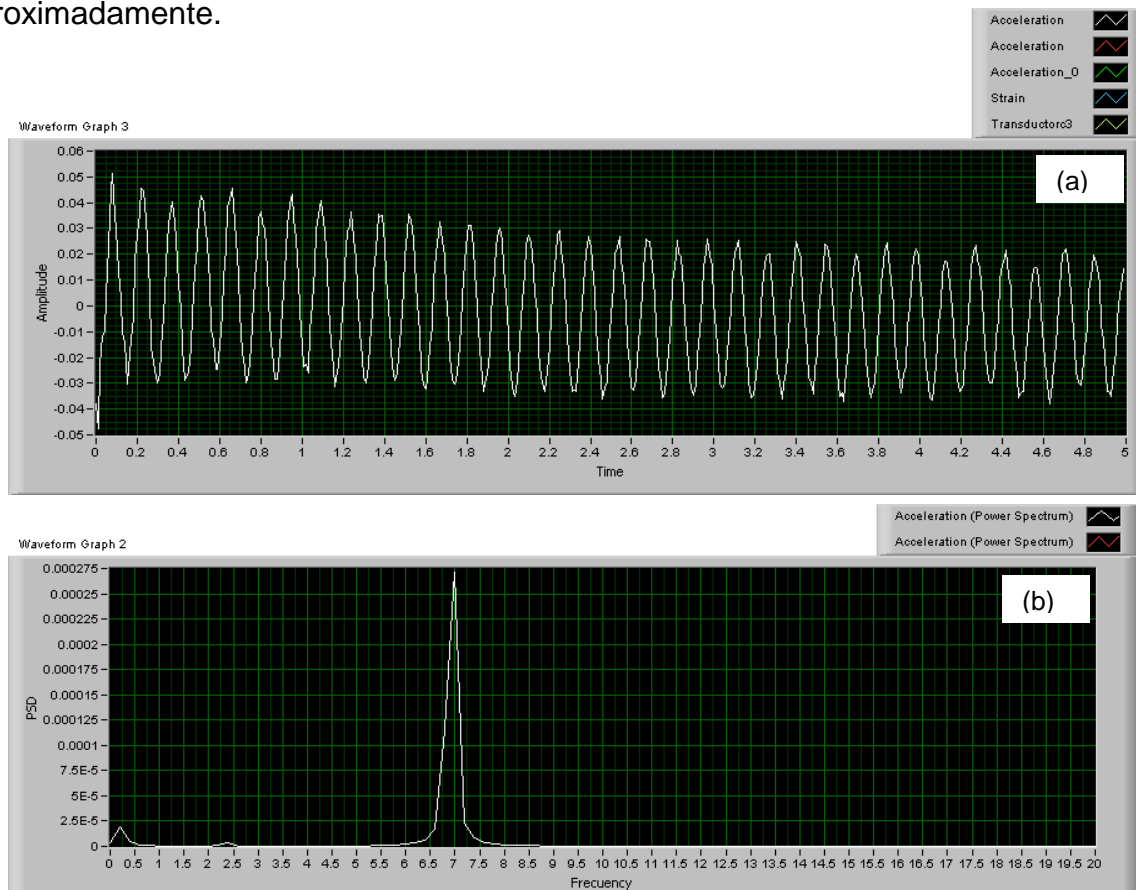 roximadamente.
Acceleration
Acceleration
Acceleration_0
Strain
Transductorc3
Waveform Graph 3
(a)
0.06
0.05
0.04
0.03
0.02
0.01
0
-0.01
-0.02
-0.03
-0.04
-0.05
Amplitude
0 0.2 0.4 0.6 0.8 1 1.2 1.4 1.6 1.8 2 2.2 2.4 2.6 2.8 3 3.2 3.4 3.6 3.8 4 4.2 4.4 4.6 4.8 5
Time
Acceleration (Power Spectrum)
Acceleration (Power Spectrum)
Waveform Graph 2
(b)
0.000275
0.00025
0.000225
0.0002
0.000175
0.00015
0.000125
0.0001
7.5E-5
5E-5
2.5E-5
0
PSD
0 0.5 1 1.5 2 2.5 3 3.5 4 4.5 5 5.5 6 6.5 7 7.5 8 8.5 9 9.5 10 10.5 11 11.5 12 12.5 13 13.5 14 14.5 15 15.5 16 16.5 17 17.5 18 18.5 19 19.5 20
Frecuency